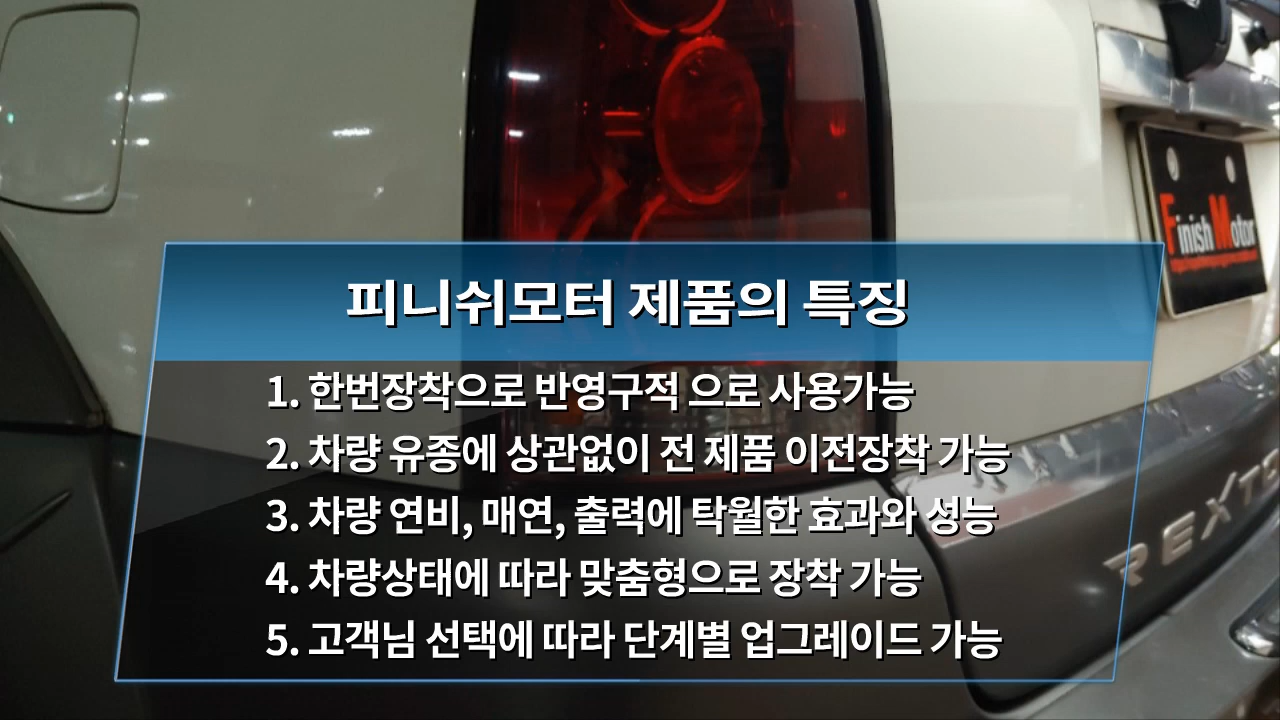 Finish Motor
피니쉬모터 제품의 특징
1. 한번장착으로 반영구적 으로 사용가능
2. 차량 유종에 상관없이 전 제품 이전장착 가능
3. 차량 연비, 매연, 출력에 탁월한 효과와 성능
4. 차량상태에 따라 맞춤형으로 장착 가능
5. 고객님 선택에 따라 단계별 업그레이드 가능